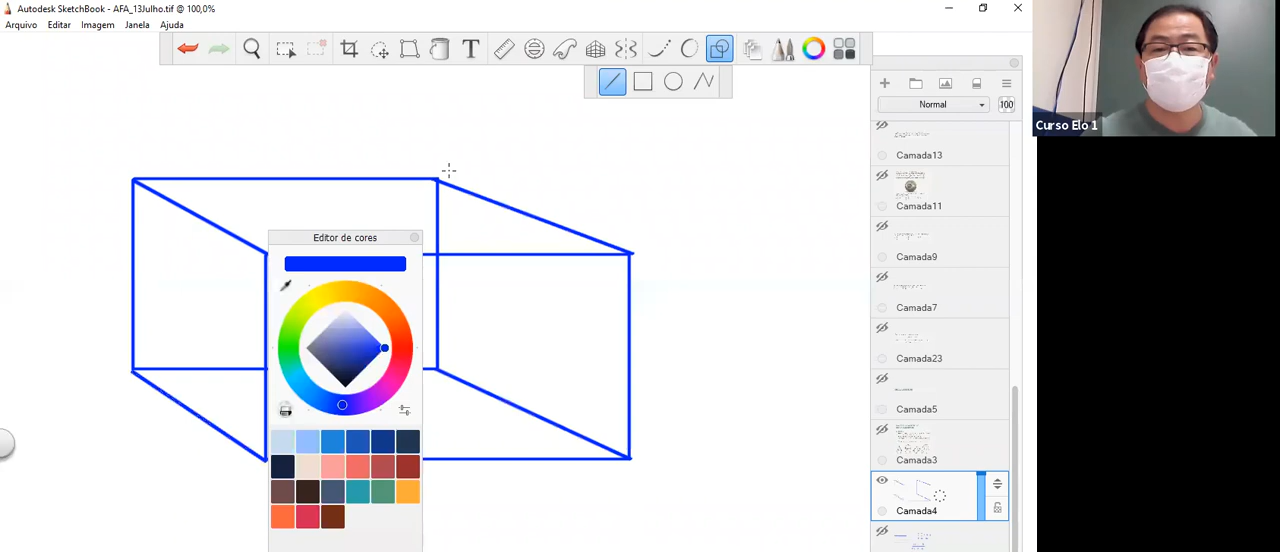 Autodesk SketchBook - AFA_13Julho.tif @ 100,0%
Arquivo Editar Imagem Janela Ajuda
T
Normal 100
Curso Elo 1
Camada13
Camada11
Editor de cores
Camada9
Camada7
Camada23
Camada5
Camada3
Camada4